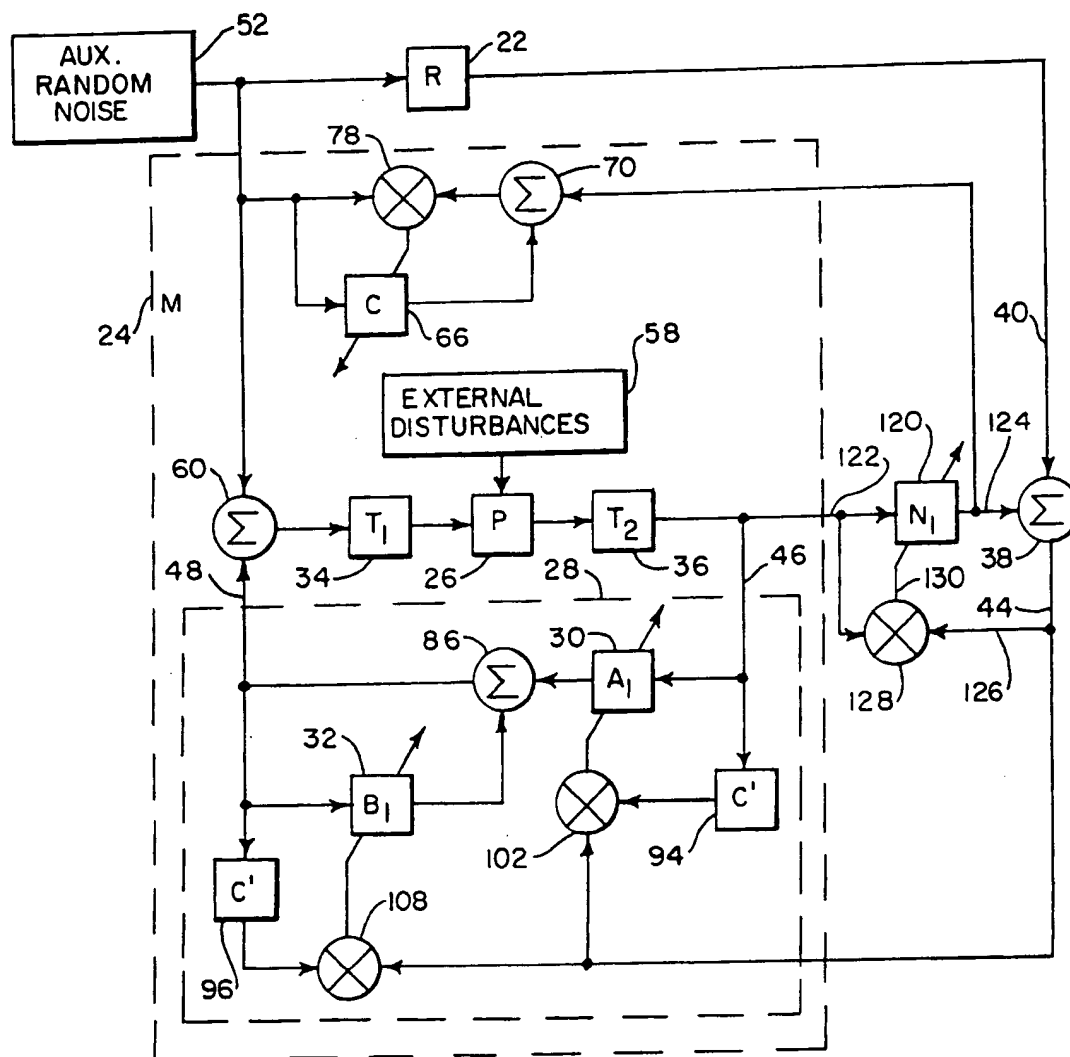 52
AUX.
RANDOM
NOISE
22
R
78
70
Σ
24
M
C
66
40
58
EXTERNAL
DISTURBANCES
60
Σ
T1
34
P
26
T2
36
122
120
N1
124
Σ
38
48
28
46
130
44
128
126
86
Σ
30
A1
32
B1
102
C'
94
C'
96
108